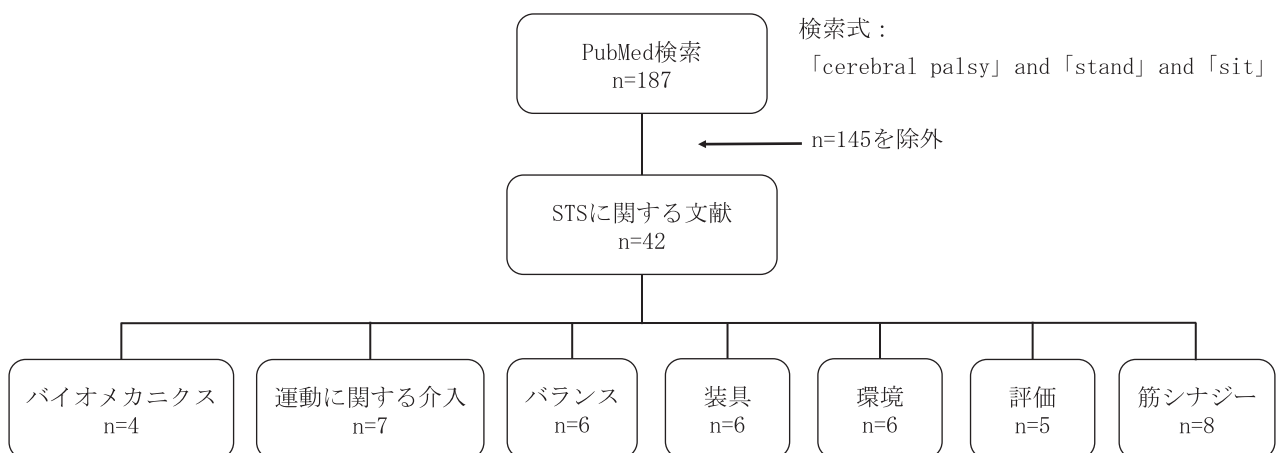 PubMed検索
n=187
検索式：
「cerebral palsy」and「stand」and「sit」
n=145を除外
STSに関する文献
n=42
バイオメカニクス
n=4
運動に関する介入
n=7
バランス
n=6
装具
n=6
環境
n=6
評価
n=5
筋シナジー
n=8